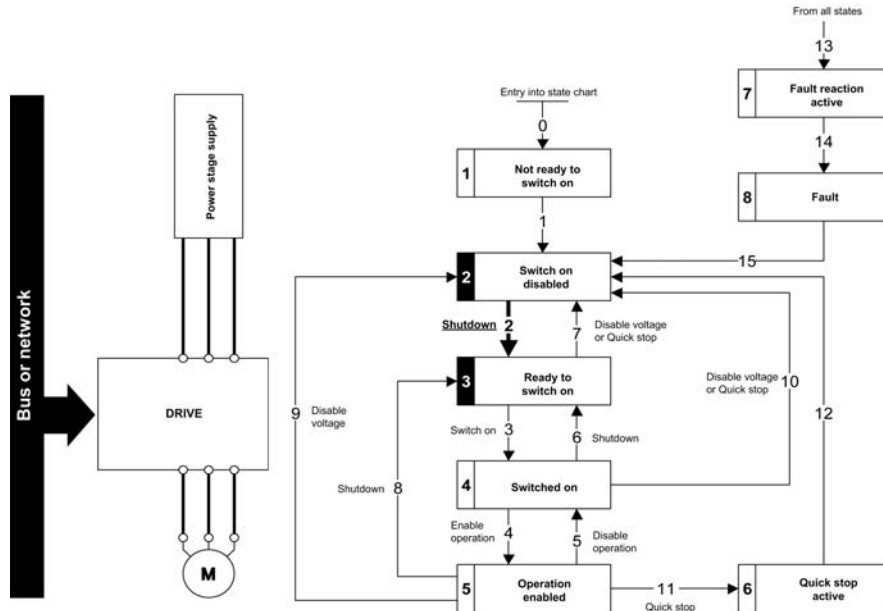 From all states
13
7
Fault reaction
active
14
8
Fault
15
Entry into state chart
0
1
Not ready to
switch on
1
2
Switch on
disabled
Shutdown
2
7
Disable voltage
or Quick stop
3
Ready to
switch on
Switch on
3
6
Shutdown
4
Switched on
Enable
operation
4
5
Disable
operation
5
Operation
enabled
11
Quick stop
6
Quick stop
active
9
Disable
voltage
Shutdown
8
Disable voltage
or Quick stop
10
12
Bus or network
Power stage supply
DRIVE
M